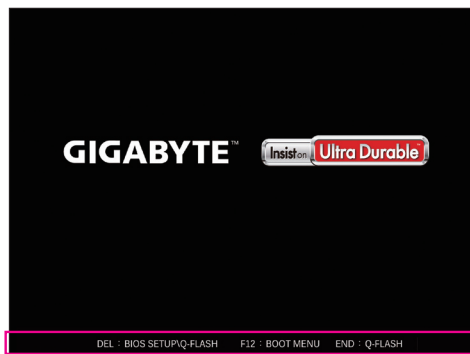 GIGABYTE™
Insist on Ultra Durable™
DEL : BIOS SETUP\Q-FLASH F12 : BOOT MENU END : Q-FLASH